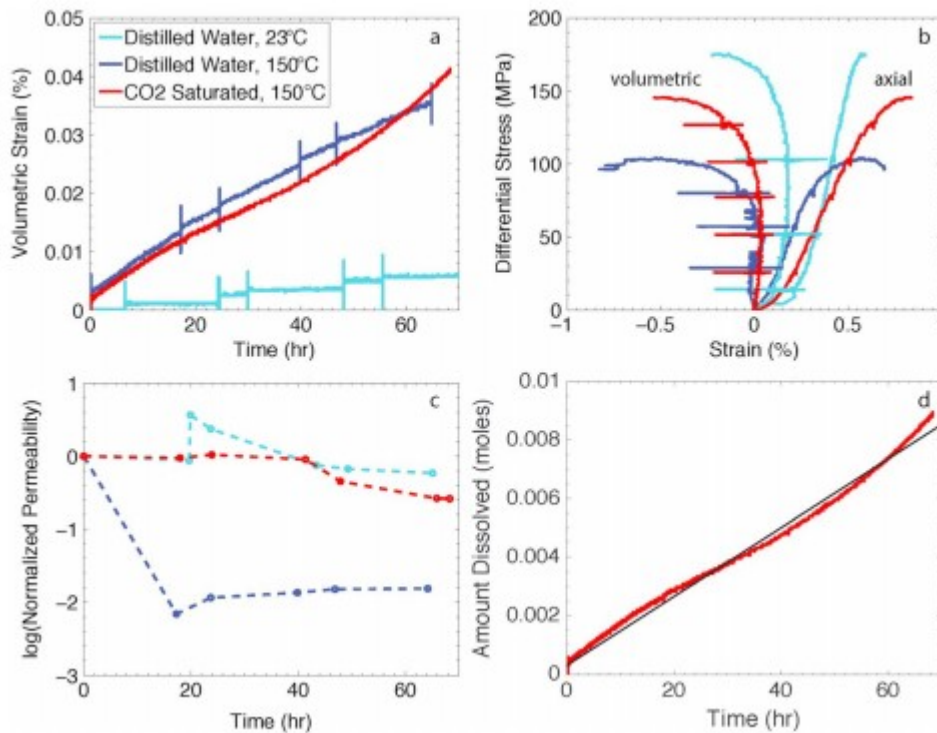 a
Distilled Water, 23°C
Distilled Water, 150°C
CO2 Saturated, 150°C
0.05
0.04
0.03
0.02
0.01
0
0
20
40
60
Volumetric Strain (%)
Time (hr)
b
volumetric
axial
200
150
100
50
0
-1
-0.5
0
0.5
Differential Stress (MPa)
Strain (%)
c
1
0
-1
-2
-3
0
20
40
60
log(Normalized Permeability)
Time (hr)
d
0.01
0.008
0.006
0.004
0.002
0
0
20
40
60
Amount Dissolved (moles)
Time (hr)